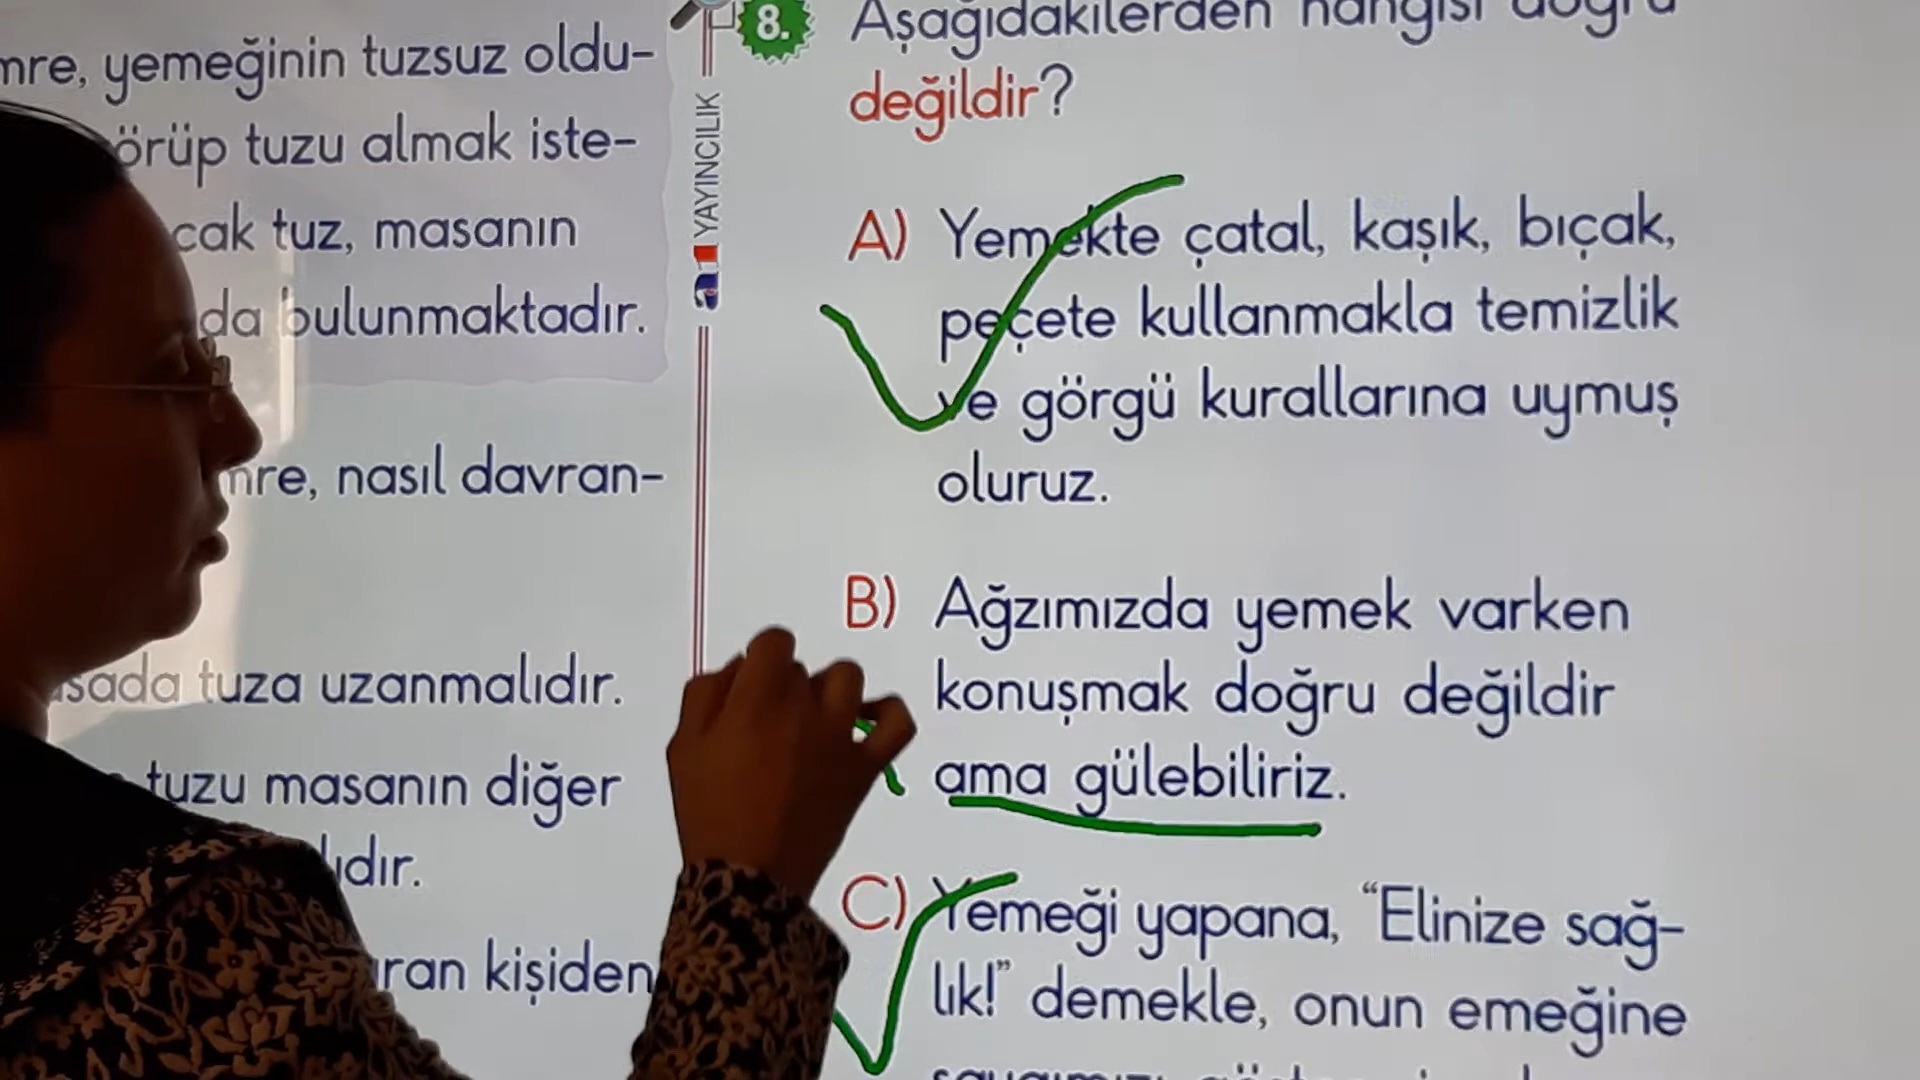 mre, yemeğinin tuzsuz oldu-
örüp tuzu almak iste-
cak tuz, masanın
da bulunmaktadır.
mre, nasıl davran-
sada tuza uzanmalıdır.
tuzu masanın diğer
ıdır.
ran kişiden
a1 YAYINCILIK
8. Aşağıdakilerden hangisi doğru
değildir?
A) Yemekte çatal, kaşık, bıçak,
peçete kullanmakla temizlik
ve görgü kurallarına uymuş
oluruz.
B) Ağzımızda yemek varken
konuşmak doğru değildir
ama gülebiliriz.
C) Yemeği yapana, “Elinize sağ-
lık!” demekle, onun emeğine